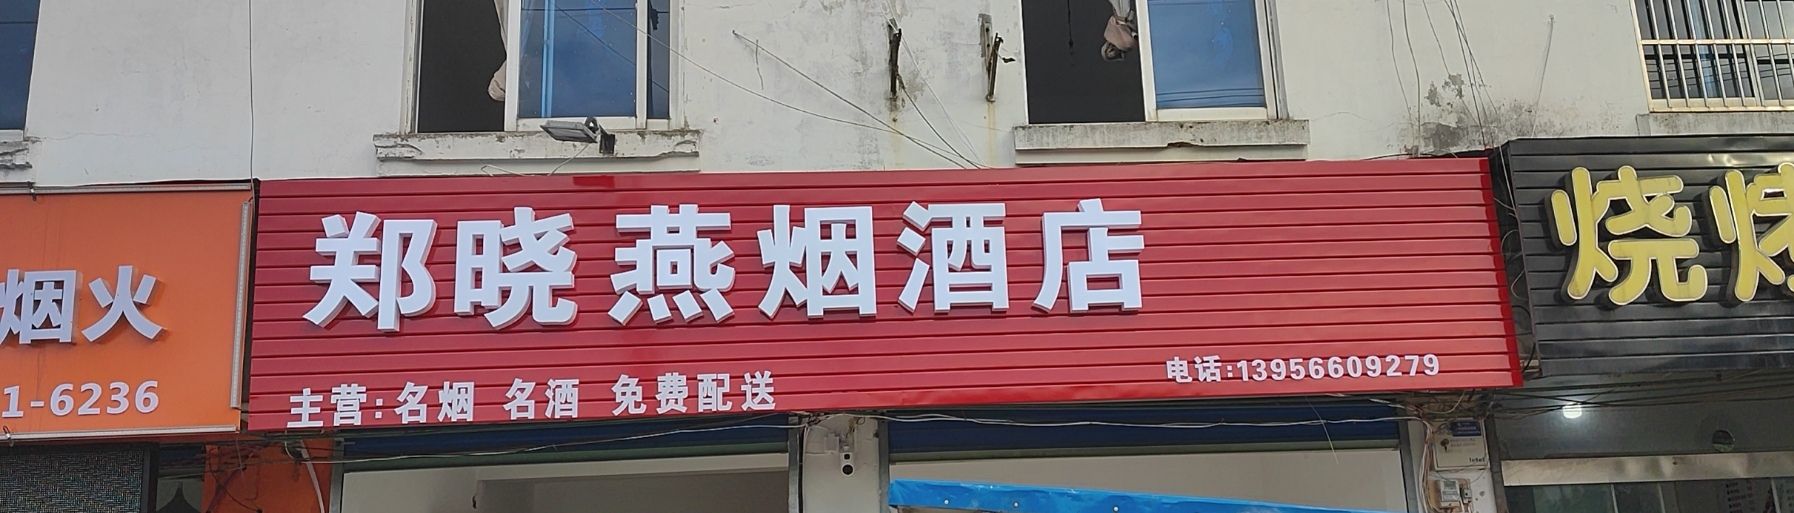 烟火
1-6236
郑晓燕烟酒店
主营:名烟 名酒 免费配送
电话:13956609279
烧烤